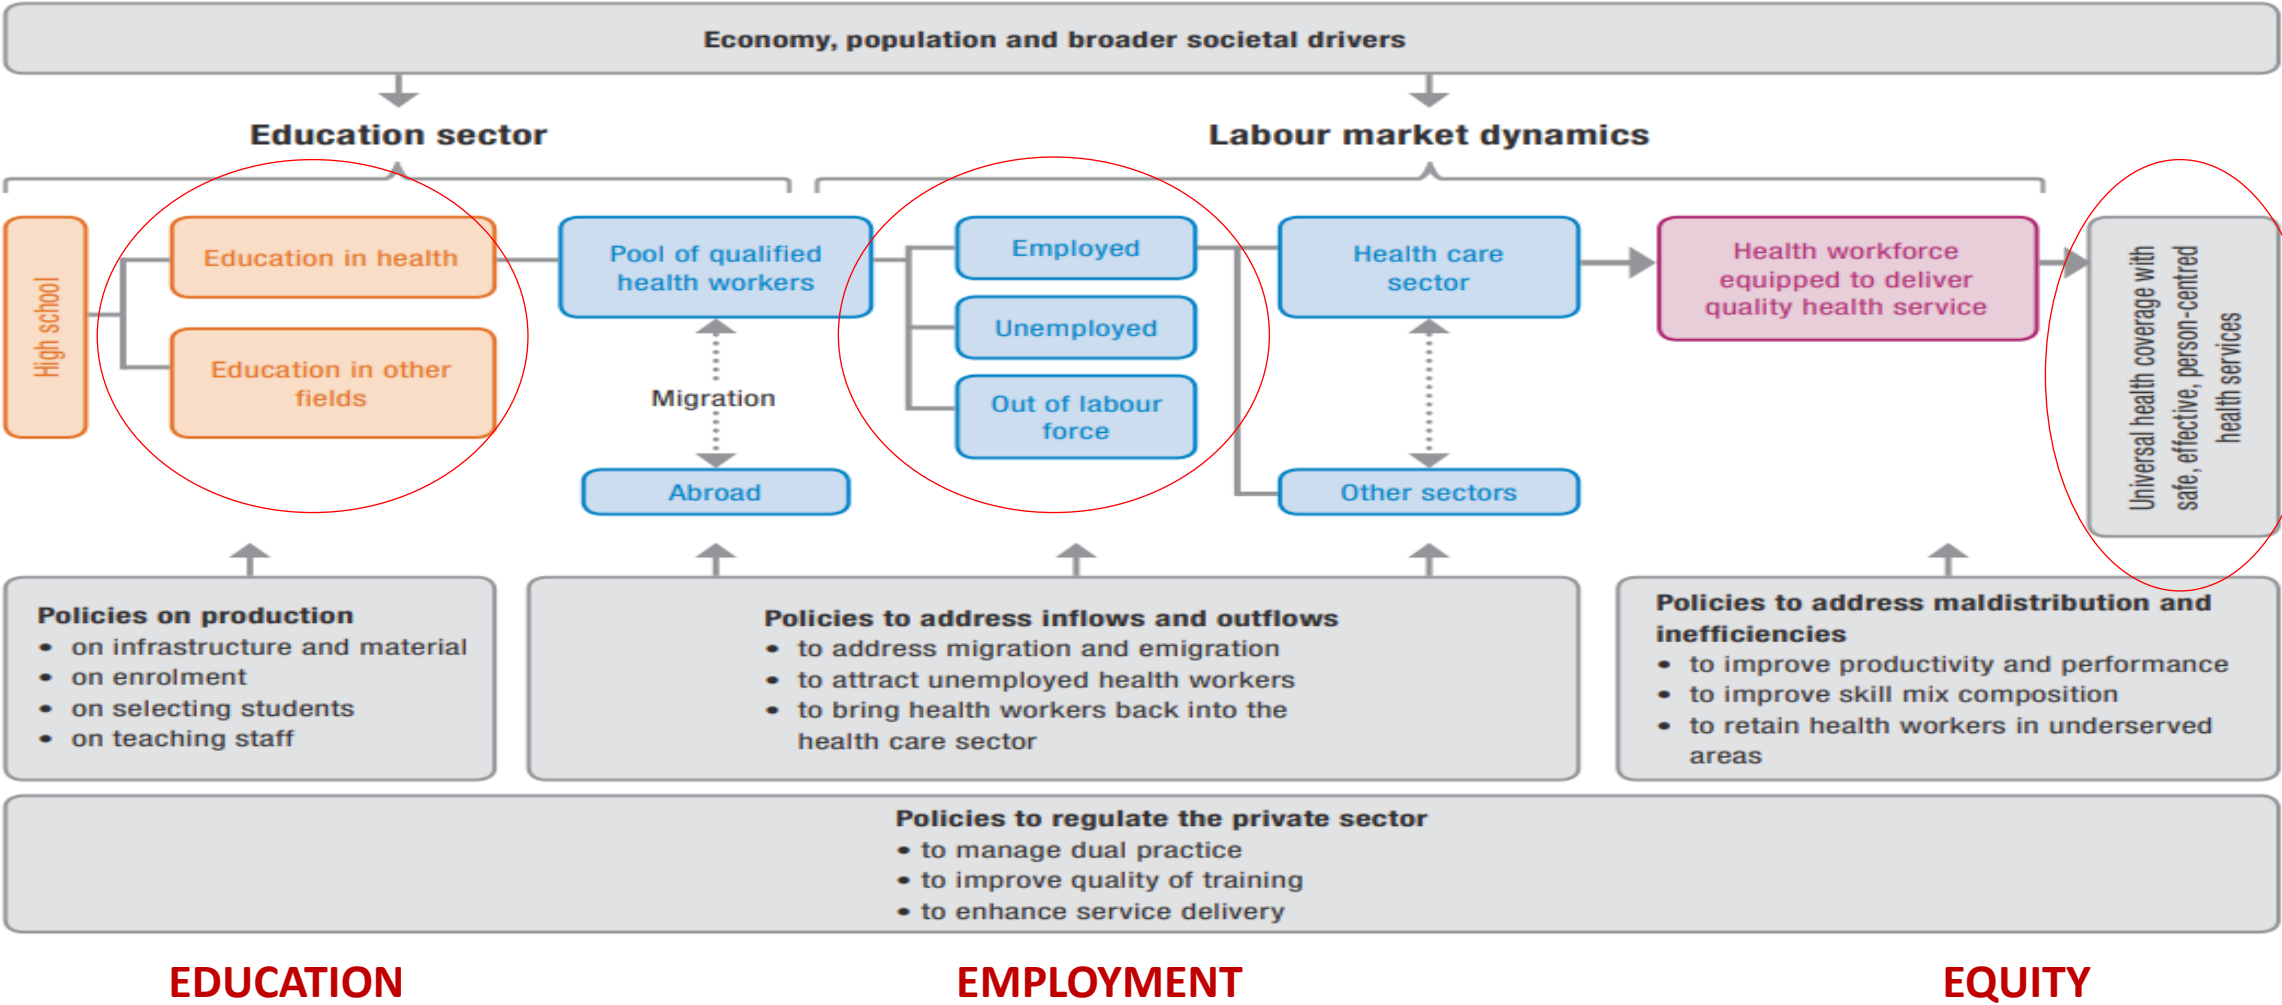 Economy, population and broader societal drivers
Education sector
Labour market dynamics
High school
Education in health
Education in other
fields
Pool of qualified
health workers
Migration
Abroad
Employed
Unemployed
Out of labour
force
Health care
sector
Other sectors
Health workforce
equipped to deliver
quality health service
Universal health coverage with
safe, effective, person-centred
health services
Policies on production
• on infrastructure and material
• on enrolment
• on selecting students
• on teaching staff
Policies to address inflows and outflows
• to address migration and emigration
• to attract unemployed health workers
• to bring health workers back into the
health care sector
Policies to address maldistribution and
inefficiencies
• to improve productivity and performance
• to improve skill mix composition
• to retain health workers in underserved
areas
Policies to regulate the private sector
• to manage dual practice
• to improve quality of training
• to enhance service delivery
EDUCATION
EMPLOYMENT
EQUITY